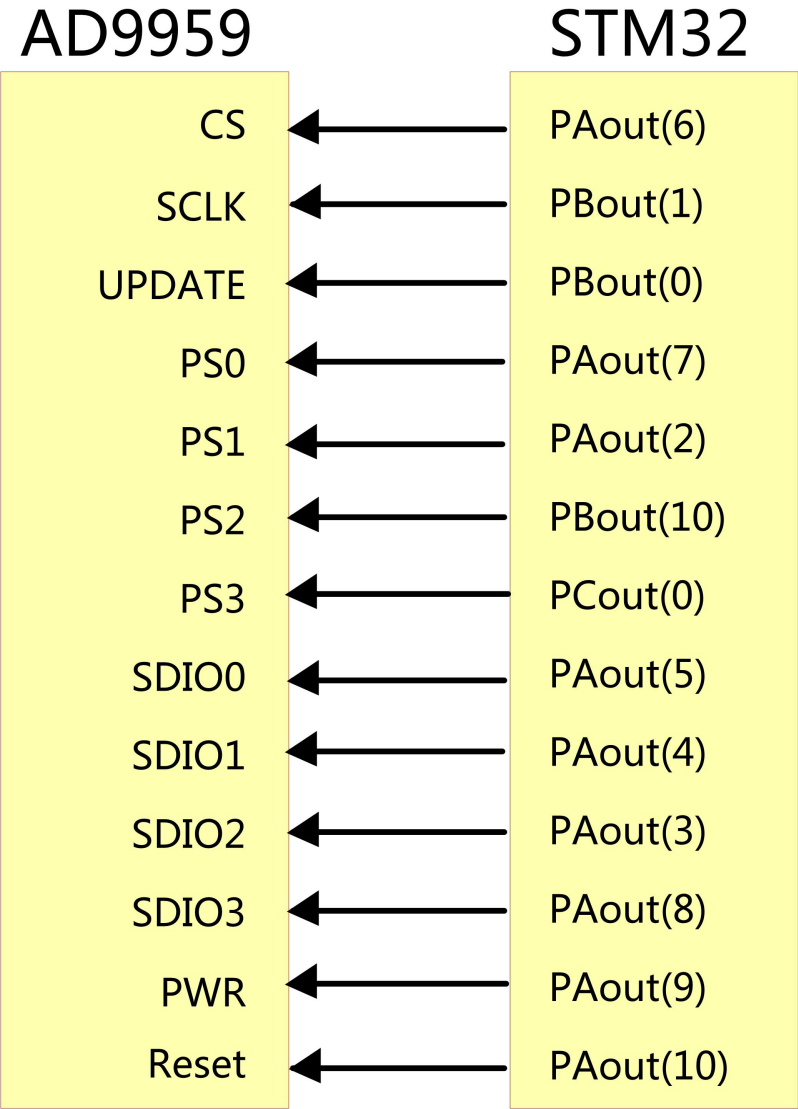 AD9959 STM32
CS PAout(6)
SCLK PBout(1)
UPDATE PBout(0)
PS0 PAout(7)
PS1 PAout(2)
PS2 PBout(10)
PS3 PCout(0)
SDIO0 PAout(5)
SDIO1 PAout(4)
SDIO2 PAout(3)
SDIO3 PAout(8)
PWR PAout(9)
Reset PAout(10)